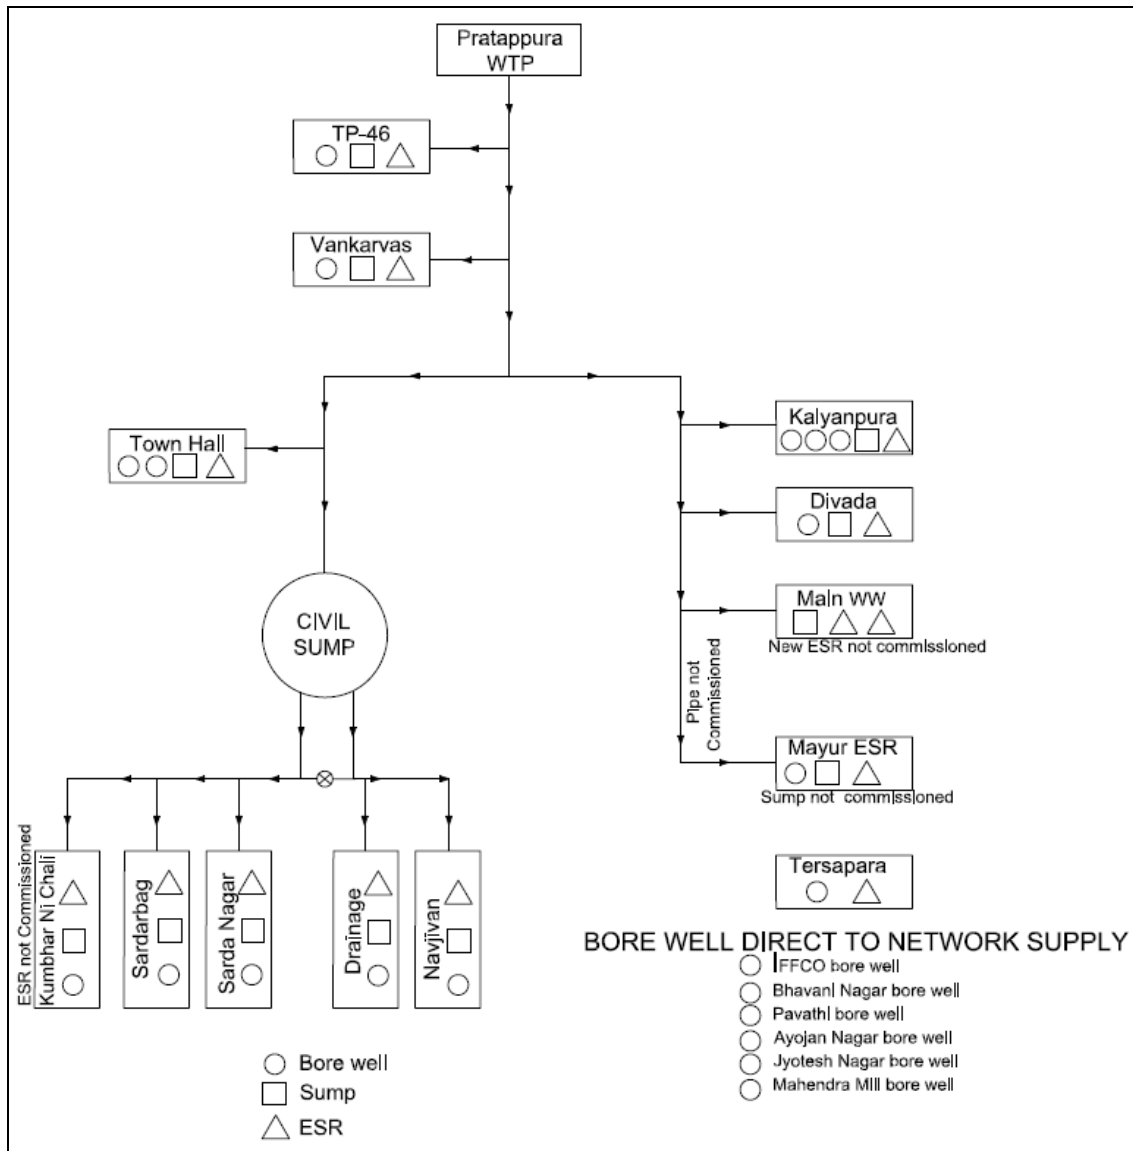 Pratappura
WTP
TP-46
Vankarvas
Town Hall
Kalyanpura
Divada
Main WW
New ESR not commissioned
Pipe not
Commissioned
Mayur ESR
Sump not commissioned
CIVIL
SUMP
ESR not Commissioned
Kumbhar Ni Chali
Sardarbag
Sarda Nagar
Drainage
Navjivan
Tersapara
BORE WELL DIRECT TO NETWORK SUPPLY
IFFCO bore well
Bhavani Nagar bore well
Pavathi bore well
Ayojan Nagar bore well
Jyotesh Nagar bore well
Mahendra Mill bore well
Bore well
Sump
ESR